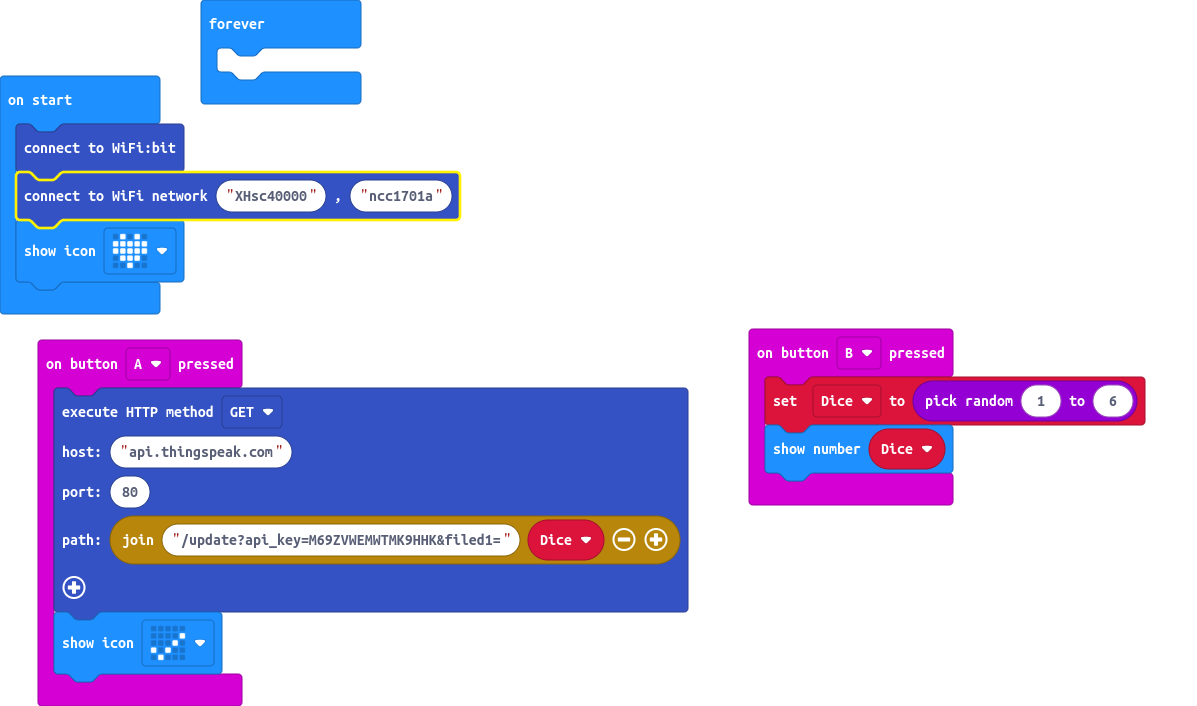 forever
on start
connect to WiFi:bit
connect to WiFi network "XHsc40000" , "ncc1701a"
show icon
on button A pressed
execute HTTP method GET
host: "api.thingspeak.com"
port: 80
path: join "/update?api_key=M69ZVWEMWTMK9HHK&filed1=" Dice
show icon
on button B pressed
set Dice to pick random 1 to 6
show number Dice